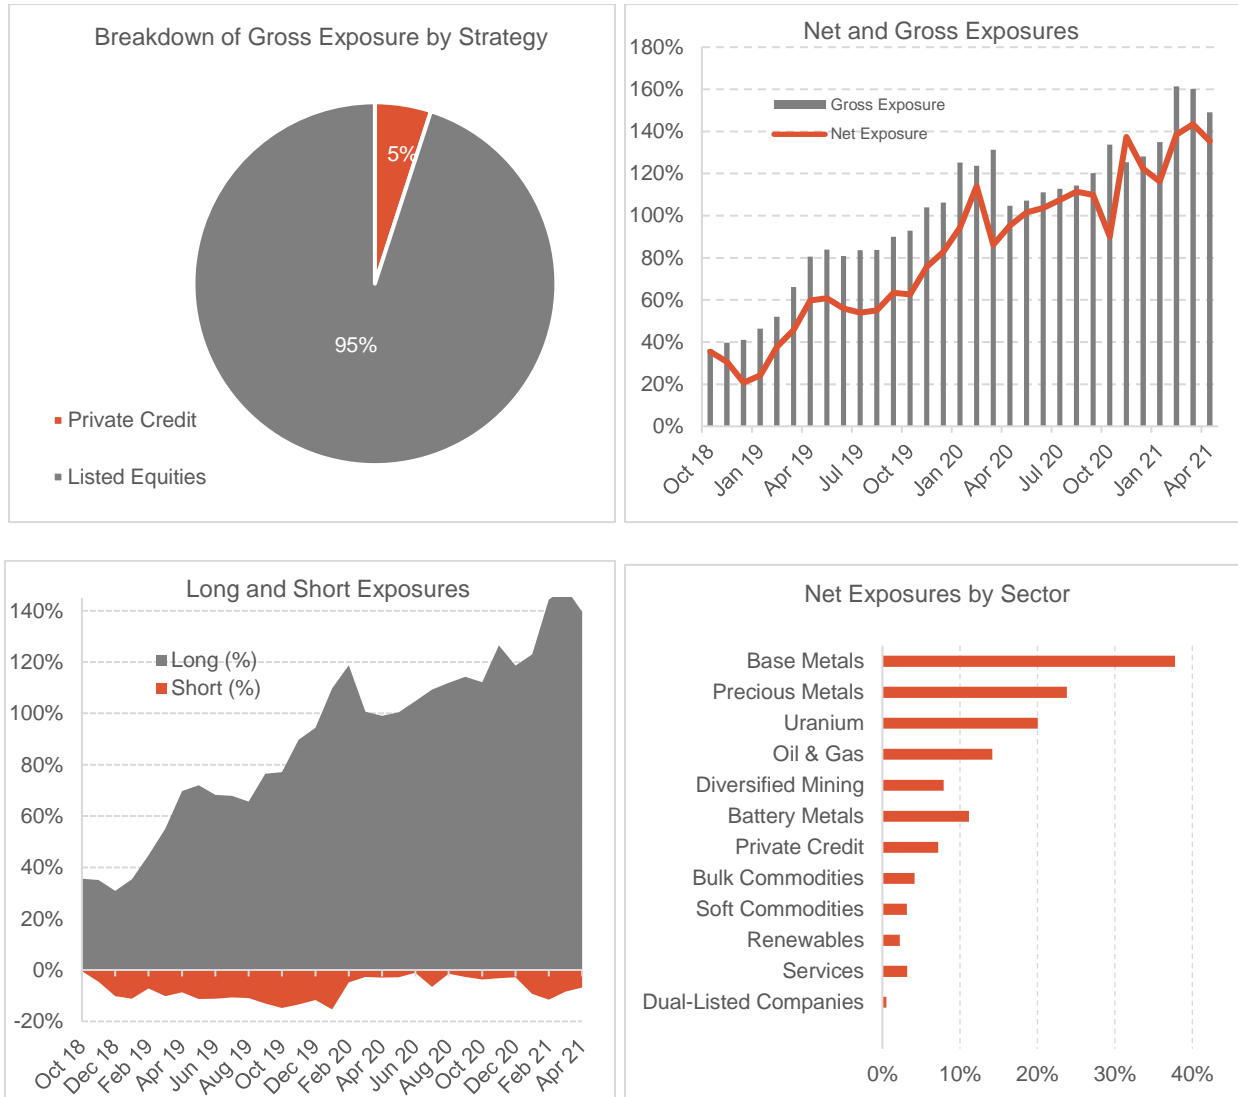 Breakdown of Gross Exposure by Strategy
5%
95%
Private Credit
Listed Equities
Net and Gross Exposures
180%
160%
140%
120%
100%
80%
60%
40%
20%
0%
Gross Exposure
Net Exposure
Oct 18
Jan 19
Apr 19
Jul 19
Oct 19
Jan 20
Apr 20
Jul 20
Oct 20
Jan 21
Apr 21
Long and Short Exposures
140%
120%
100%
80%
60%
40%
20%
0%
-20%
Long (%)
Short (%)
Oct 18
Dec 18
Feb 19
Apr 19
Jun 19
Aug 19
Oct 19
Dec 19
Feb 20
Apr 20
Jun 20
Aug 20
Oct 20
Dec 20
Feb 21
Apr 21
Net Exposures by Sector
Base Metals
Precious Metals
Uranium
Oil & Gas
Diversified Mining
Battery Metals
Private Credit
Bulk Commodities
Soft Commodities
Renewables
Services
Dual-Listed Companies
0% 10% 20% 30% 40%